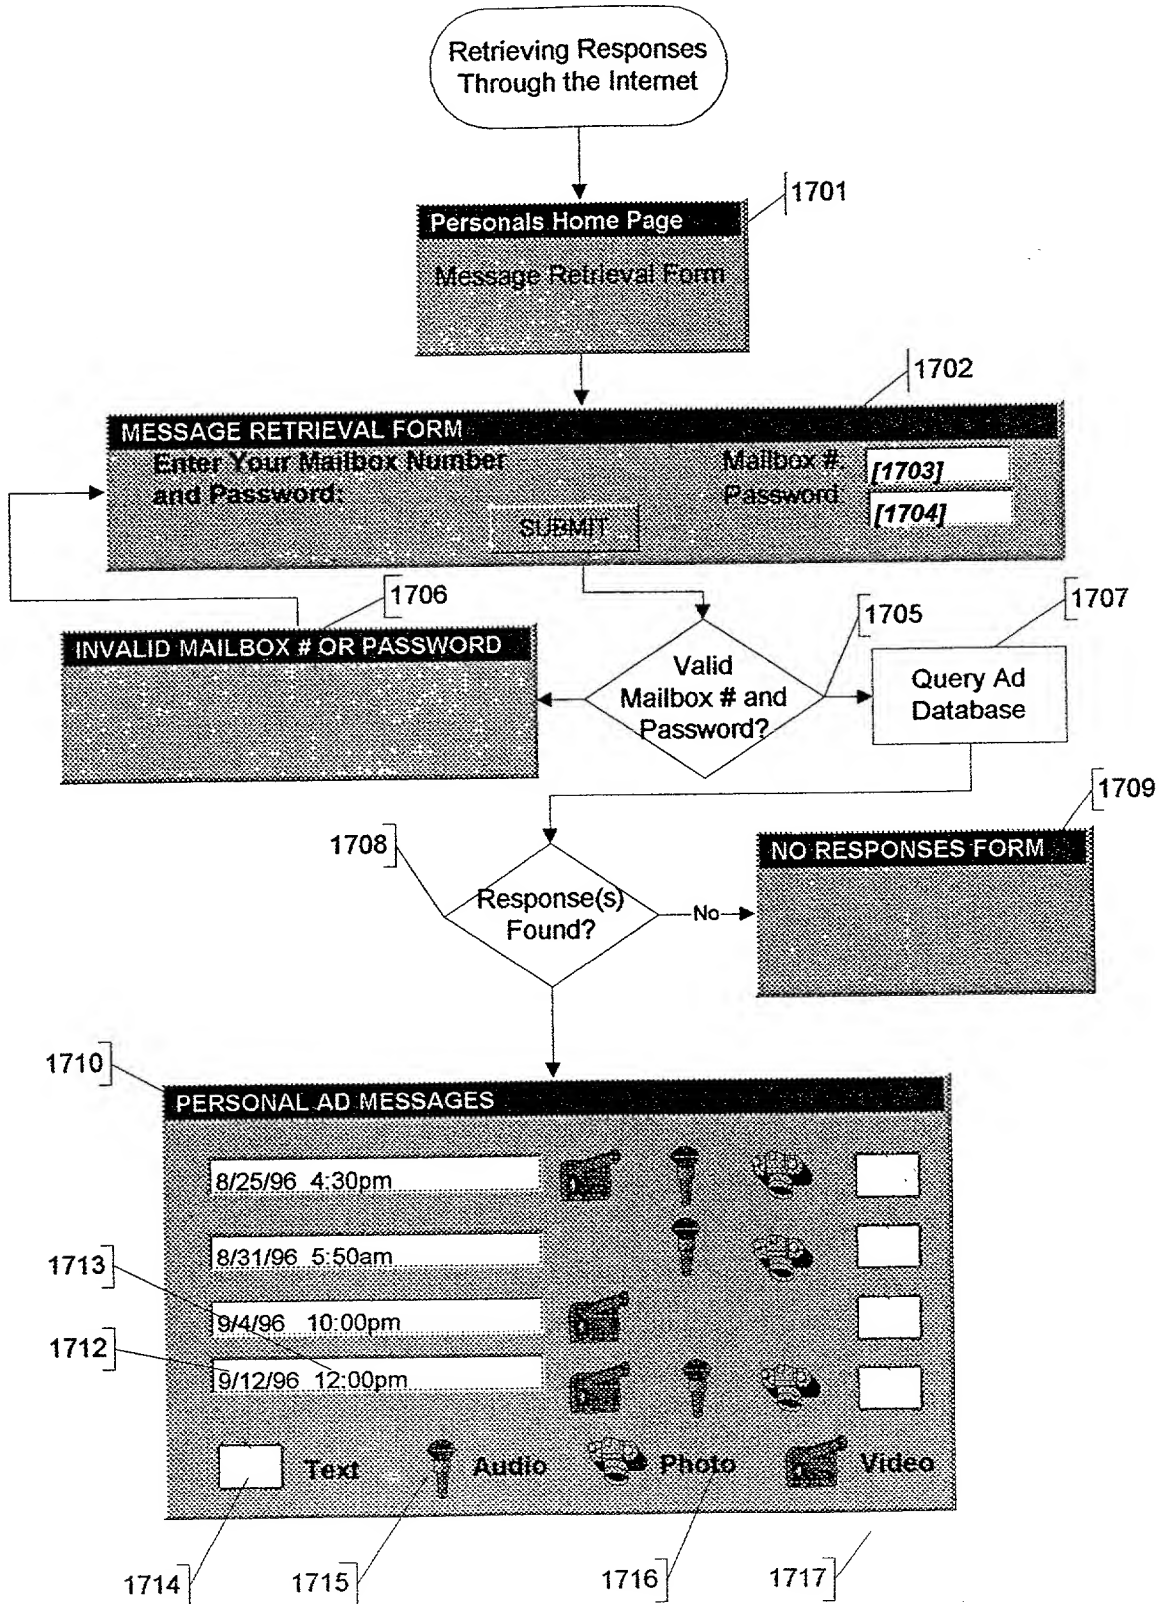 Retrieving Responses
Through the Internet
1701
Personals Home Page
Message Retrieval Form
1702
MESSAGE RETRIEVAL FORM
Enter Your Mailbox Number
and Password:
Mailbox #.
[1703]
Password
[1704]
SUBMIT
1706
1705
1707
INVALID MAILBOX # OR PASSWORD
Valid
Mailbox # and
Password?
Query Ad
Database
1708
1709
Response(s)
Found?
No
NO RESPONSES FORM
1710
PERSONAL AD MESSAGES
8/25/96 4:30pm
8/31/96 5:50am
1713
9/4/96 10:00pm
1712
9/12/96 12:00pm
Text
Audio
Photo
Video
1714
1715
1716
1717